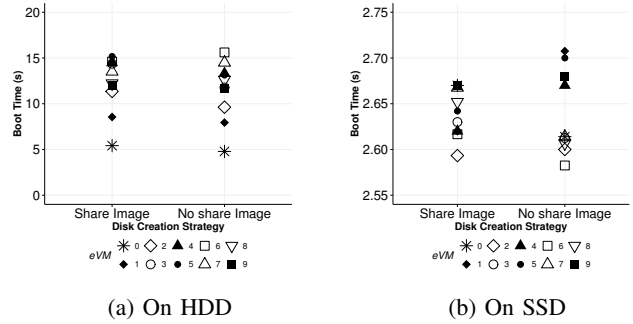 20
15
10
5
0
Boot Time (s)
Share Image No share Image
Disk Creation Strategy
eVM
0 2 4 6 8
1 3 5 7 9
(a) On HDD
2.75
2.70
2.65
2.60
2.55
Boot Time (s)
Share Image No share Image
Disk Creation Strategy
eVM
0 2 4 6 8
1 3 5 7 9
(b) On SSD